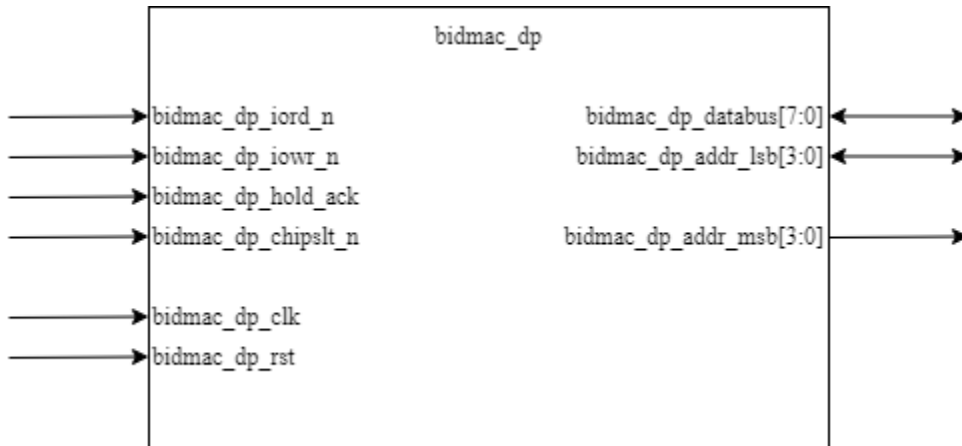 bidmac_dp
bidmac_dp_iord_n
bidmac_dp_iowr_n
bidmac_dp_hold_ack
bidmac_dp_chipslt_n
bidmac_dp_clk
bidmac_dp_rst
bidmac_dp_databus[7:0]
bidmac_dp_addr_lsb[3:0]
bidmac_dp_addr_msb[3:0]